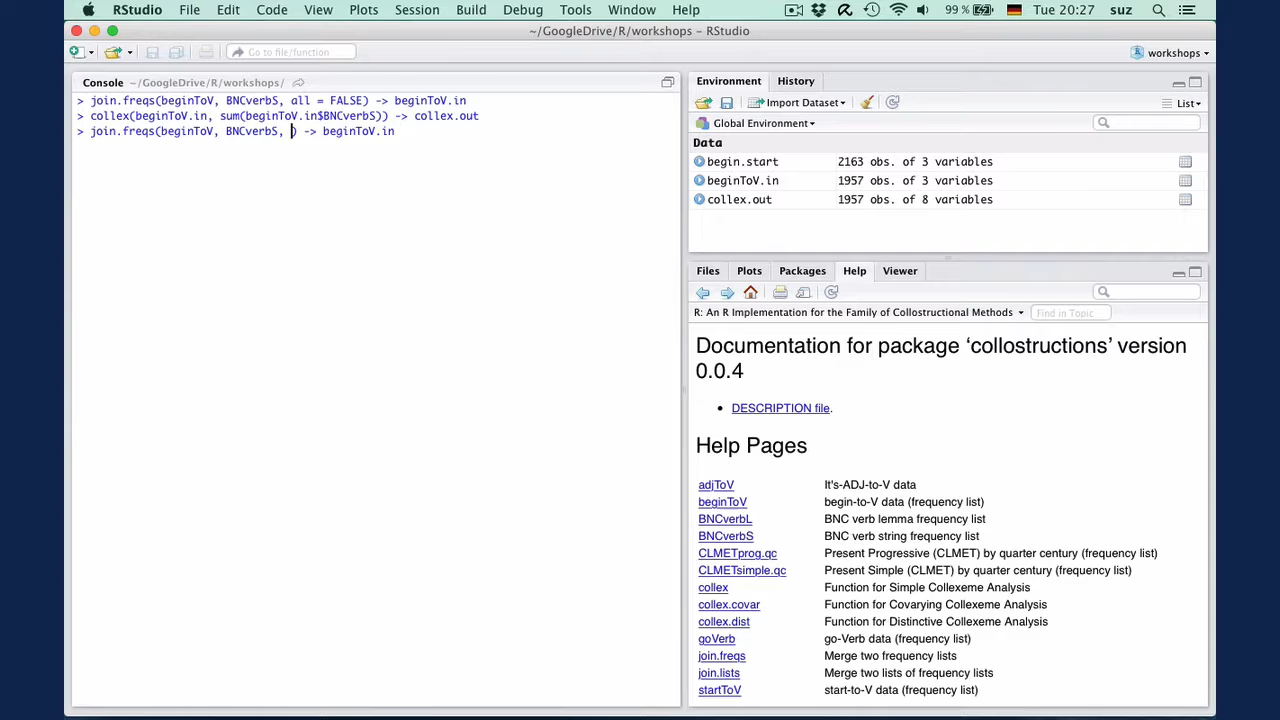 RStudio File Edit Code View Plots Session Build Debug Tools Window Help 99 % Tue 20:27 suz
~/GoogleDrive/R/workshops – RStudio
Go to file/function workshops
Console ~/GoogleDrive/R/workshops/
> join.freqs(beginToV, BNCverbS, all = FALSE) -> beginToV.in
> collex(beginToV.in, sum(beginToV.in$BNCverbS)) -> collex.out
> join.freqs(beginToV, BNCverbS, ) -> beginToV.in
Environment History
Import Dataset List
Global Environment
Data
begin.start 2163 obs. of 3 variables
beginToV.in 1957 obs. of 3 variables
collex.out 1957 obs. of 8 variables
Files Plots Packages Help Viewer
R: An R Implementation for the Family of Collostructional Methods Find in Topic
Documentation for package ‘collostructions’ version
0.0.4
• DESCRIPTION file.
Help Pages
adjToV It's-ADJ-to-V data
beginToV begin-to-V data (frequency list)
BNCverbL BNC verb lemma frequency list
BNCverbS BNC verb string frequency list
CLMETprog.qc Present Progressive (CLMET) by quarter century (frequency list)
CLMETsimple.qc Present Simple (CLMET) by quarter century (frequency list)
collex Function for Simple Collexeme Analysis
collex.covar Function for Covarying Collexeme Analysis
collex.dist Function for Distinctive Collexeme Analysis
goVerb go-Verb data (frequency list)
join.freqs Merge two frequency lists
join.lists Merge two lists of frequency lists
startToV start-to-V data (frequency list)